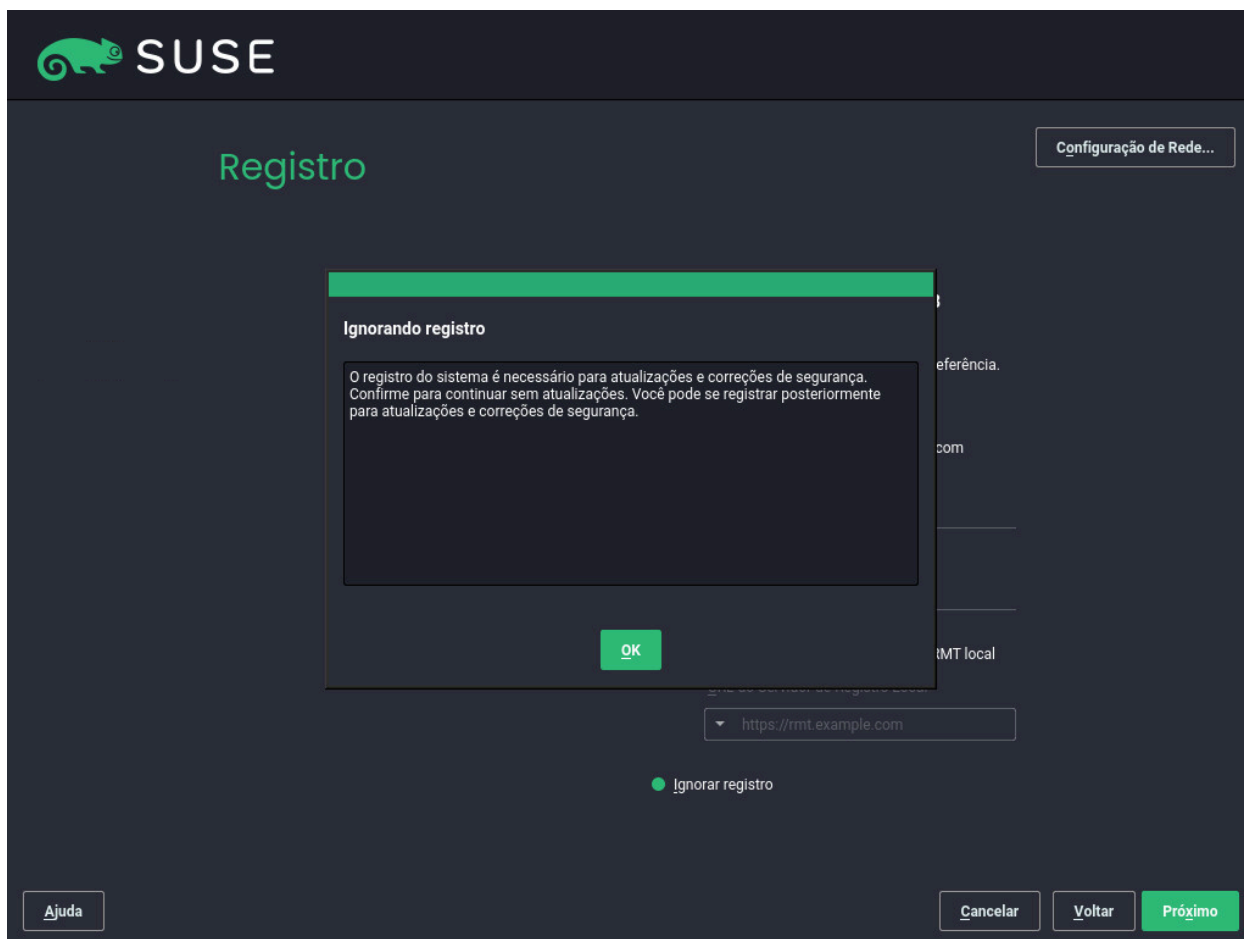 SUSE
Configuração de Rede...
Registro
Ignorando registro
O registro do sistema é necessário para atualizações e correções de segurança.
Confirme para continuar sem atualizações. Você pode se registrar posteriormente
para atualizações e correções de segurança.
eferência.
com
OK
RMT local
https://rmt.example.com
Ignorar registro
Ajuda
Cancelar
Voltar
Próximo